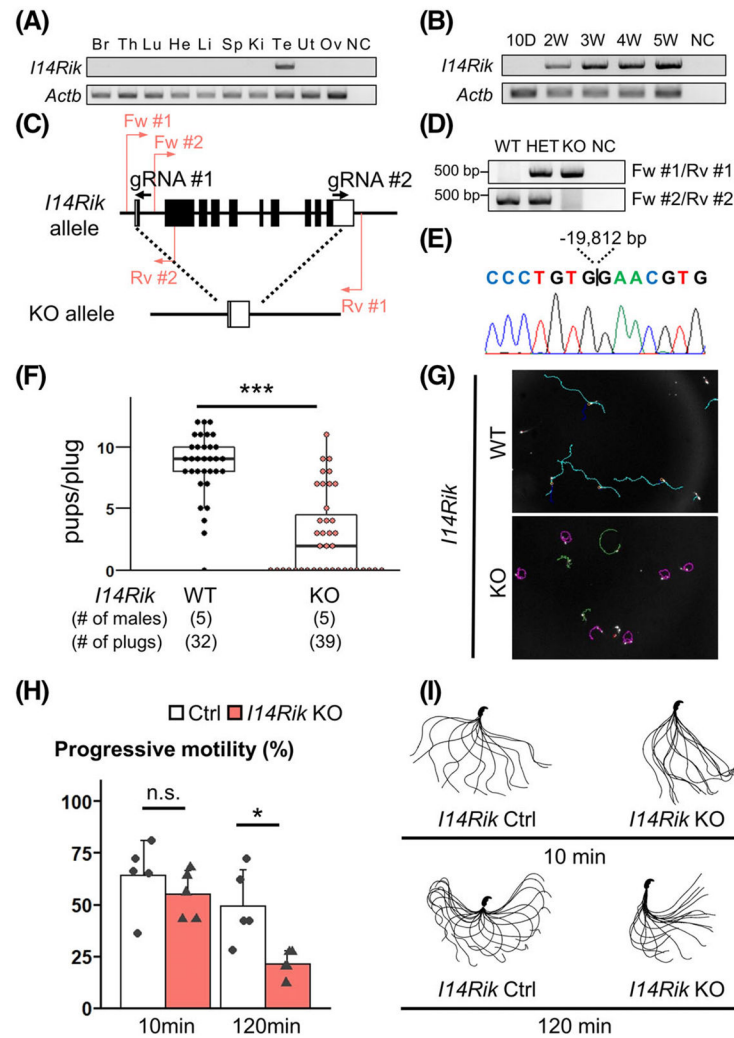 (A)
Br Th Lu He Li Sp Ki Te Ut Ov NC
I14Rik
Actb
(B)
10D 2W 3W 4W 5W NC
I14Rik
Actb
(C)
Fw #1
Fw #2
gRNA #1
gRNA #2
I14Rik
allele
Rv #2
Rv #1
KO allele
(D)
WT HET KO NC
500 bp
Fw #1/Rv #1
500 bp
Fw #2/Rv #2
(E)
-19,812 bp
CCCTGTGGAACGTG
(F)
***
pups/plug
10
5
0
I14Rik WT KO
(# of males) (5) (5)
(# of plugs) (32) (39)
(G)
I14Rik
WT
KO
(H)
Ctrl I14Rik KO
Progressive motility (%)
100
75
50
25
0
n.s.
*
10min 120min
(I)
I14Rik Ctrl I14Rik KO
10 min
I14Rik Ctrl I14Rik KO
120 min